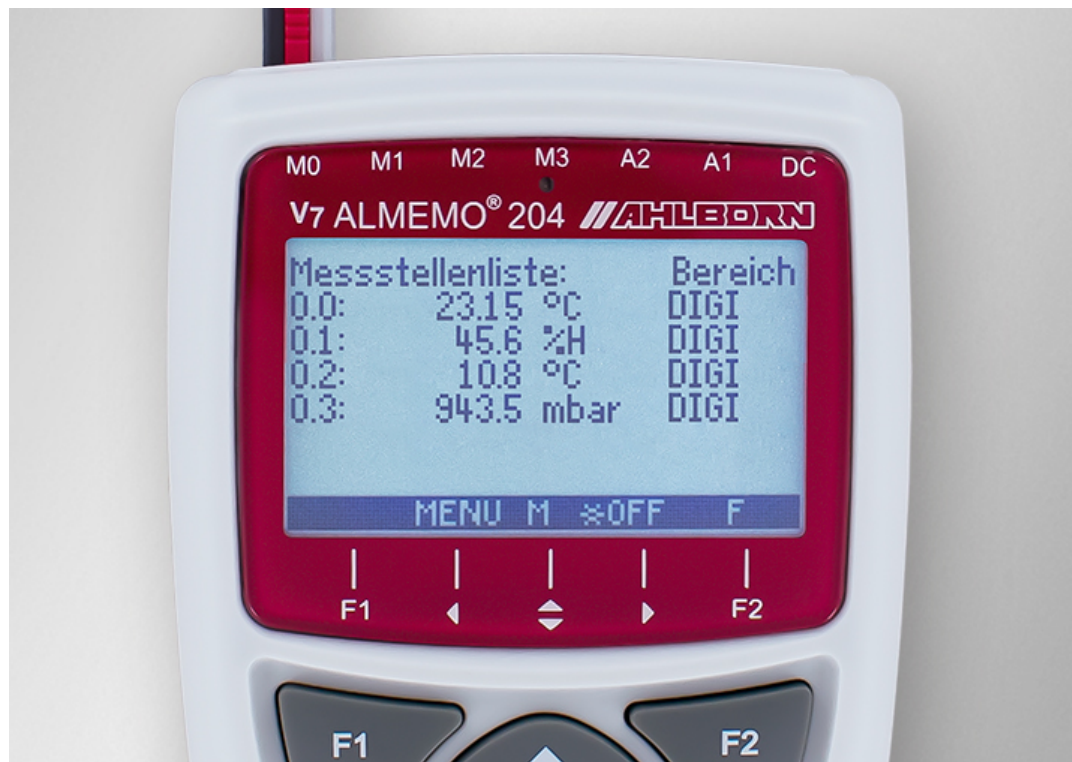 M0 M1 M2 M3 A2 A1 DC
V7 ALMEMO® 204 AHLBORN
Messstellenliste: Bereich
0.0: 23.15 °C DIGI
0.1: 45.6 %H DIGI
0.2: 10.8 °C DIGI
0.3: 943.5 mbar DIGI
MENU M ※OFF F
F1 F2
F1 F2